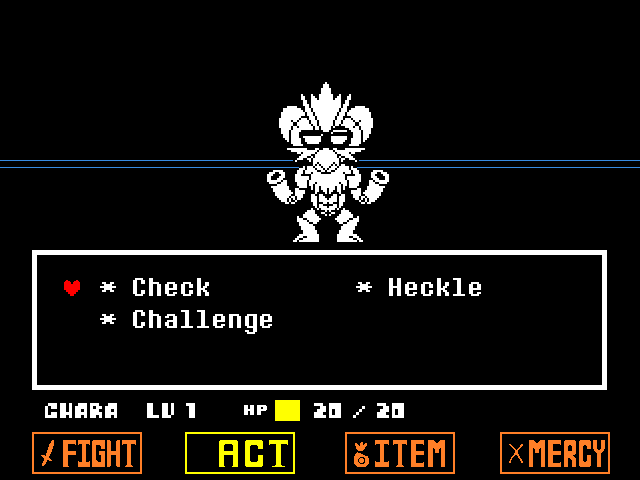 * Check * Heckle
* Challenge
CHARA LV 1 HP 20 / 20
FIGHT ACT ITEM MERCY